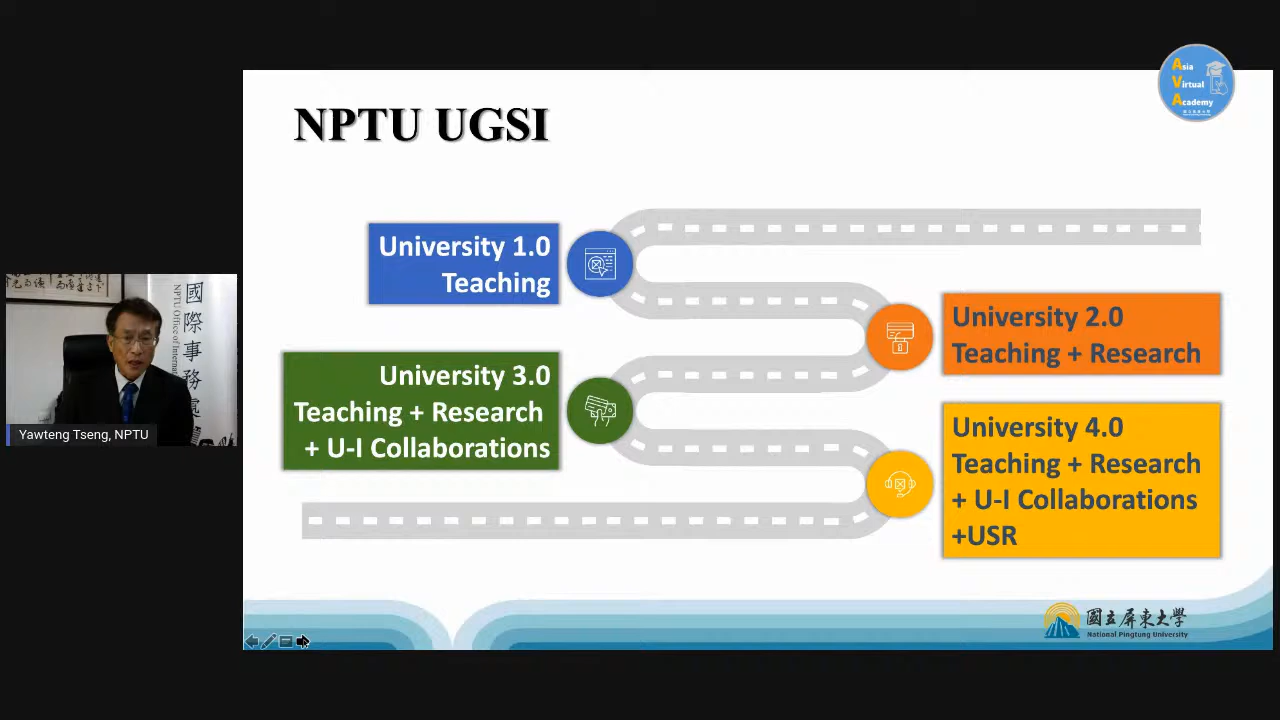 NPTU UGSI
Asia
Virtual
Academy
University 1.0
Teaching
University 2.0
Teaching + Research
University 3.0
Teaching + Research
+ U-I Collaborations
University 4.0
Teaching + Research
+ U-I Collaborations
+USR
國際事務處
NPTU Office of Internat
Yawteng Tseng, NPTU
國立屏東大學
National Pingtung University